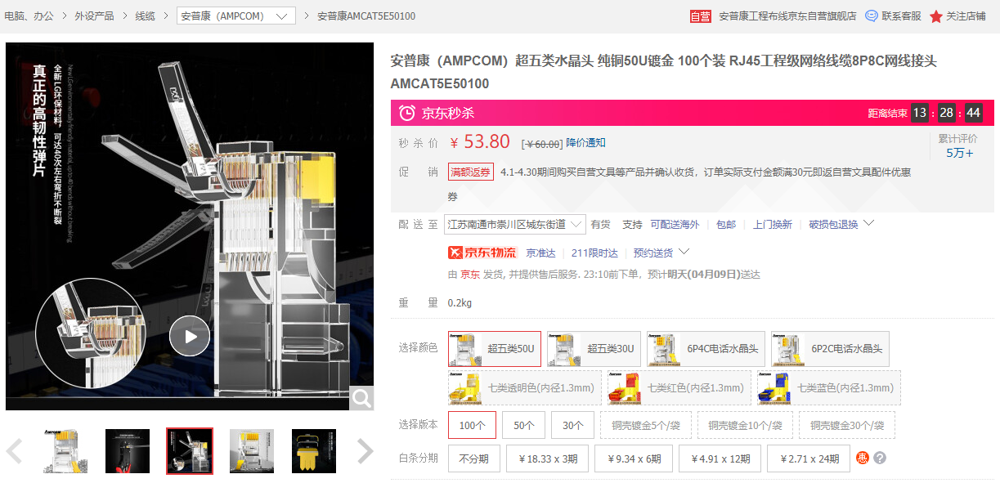 电脑、办公 > 外设产品 > 线缆 > 安普康（AMPCOM） > 安普康AMCAT5E50100
自营 安普康工程布线京东自营旗舰店 联系客服 关注店铺
真正的高韧性弹片
全新LG环保材料，可达40次左右弯折不断裂
New LG environmentally friendly material, up to 40 bends without breaking
安普康（AMPCOM）超五类水晶头 纯铜50U镀金 100个装 RJ45工程级网络线缆8P8C网线接头
AMCAT5E50100
京东秒杀 距离结束 13 : 28 : 44
秒杀价 ￥53.80 [￥60.00] 降价通知 累计评价
5万+
促销 满额返券 4.1-4.30期间购买自营文具等产品并确认收货，订单实际支付金额满30元即返自营文具配件优惠
券
配送至 江苏南通市崇川区城东街道 有货 支持 可配送海外 包邮 上门换新 破损包退换
京东物流 京准达 211限时达 预约送货
由 京东 发货, 并提供售后服务. 23:10前下单，预计明天(04月09日)送达
重量 0.2kg
选择颜色 超五类50U 超五类30U 6P4C电话水晶头 6P2C电话水晶头
七类透明色(内径1.3mm) 七类红色(内径1.3mm) 七类蓝色(内径1.3mm)
选择版本 100个 50个 30个 铜壳镀金5个/袋 铜壳镀金10个/袋 铜壳镀金30个/袋
白条分期 不分期 ￥18.33 x 3期 ￥9.34 x 6期 ￥4.91 x 12期 ￥2.71 x 24期 惠 ?